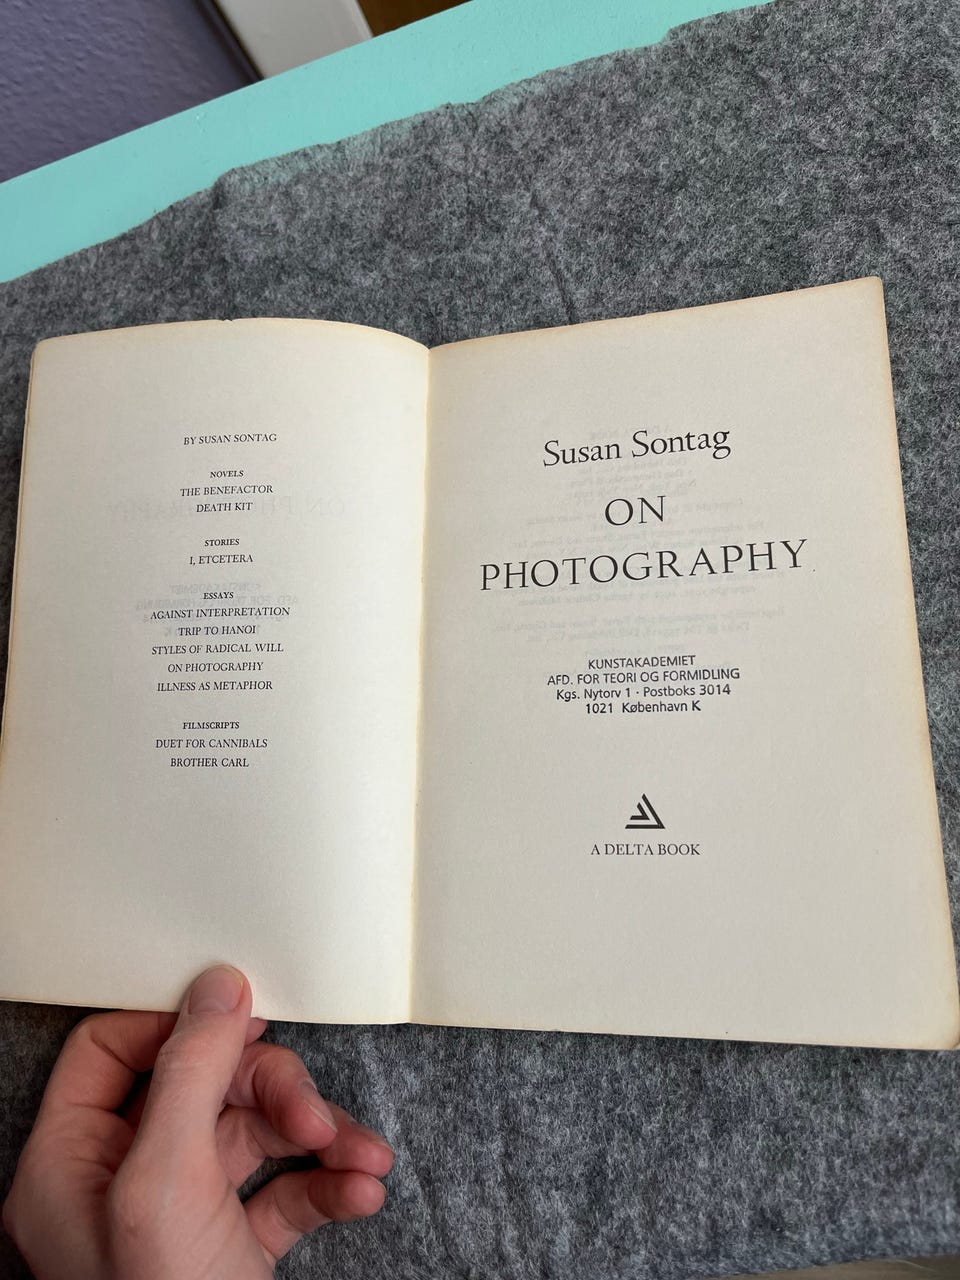 BY SUSAN SONTAG
NOVELS
THE BENEFACTOR
DEATH KIT
STORIES
I, ETCETERA
ESSAYS
AGAINST INTERPRETATION
TRIP TO HANOI
STYLES OF RADICAL WILL
ON PHOTOGRAPHY
ILLNESS AS METAPHOR
FILMSCRIPTS
DUET FOR CANNIBALS
BROTHER CARL
Susan Sontag
ON
PHOTOGRAPHY
KUNSTAKADEMIET
AFD. FOR TEORI OG FORMIDLING
Kgs. Nytorv 1 · Postboks 3014
1021 København K
A DELTA BOOK